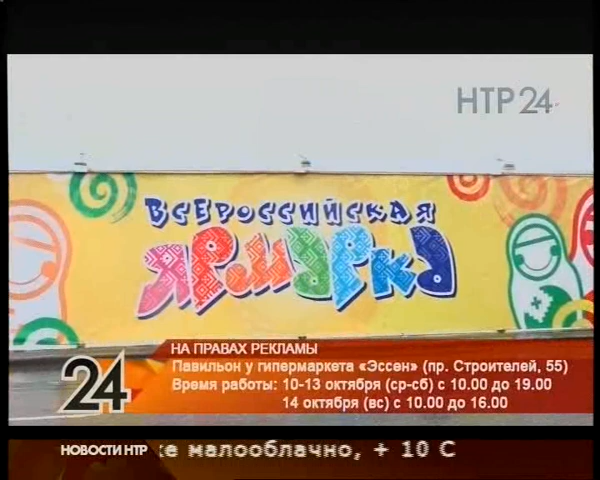 НТР 24
ВСЕРОССИЙСКАЯ
ЯРМАРКА
НА ПРАВАХ РЕКЛАМЫ
Павильон у гипермаркета «Эссен» (пр. Строителей, 55)
Время работы: 10-13 октября (ср-сб) с 10.00 до 19.00
14 октября (вс) с 10.00 до 16.00
24
НОВОСТИ НТР
малооблачно, + 10 С